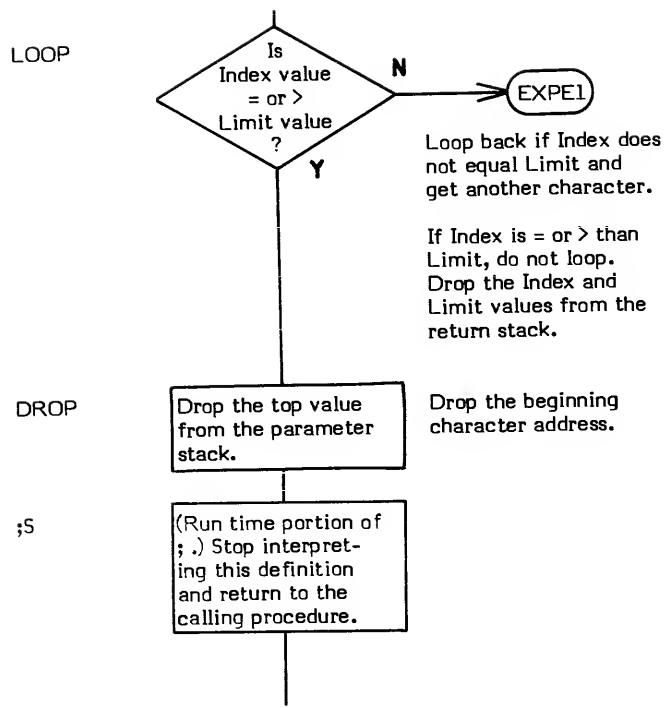 LOOP
Is
Index value
= or >
Limit value
?
N
EXPE1
Y
Loop back if Index does
not equal Limit and
get another character.
If Index is = or > than
Limit, do not loop.
Drop the Index and
Limit values from the
return stack.
DROP
Drop the top value
from the parameter
stack.
Drop the beginning
character address.
;S
(Run time portion of
; .) Stop interpret-
ing this definition
and return to the
calling procedure.